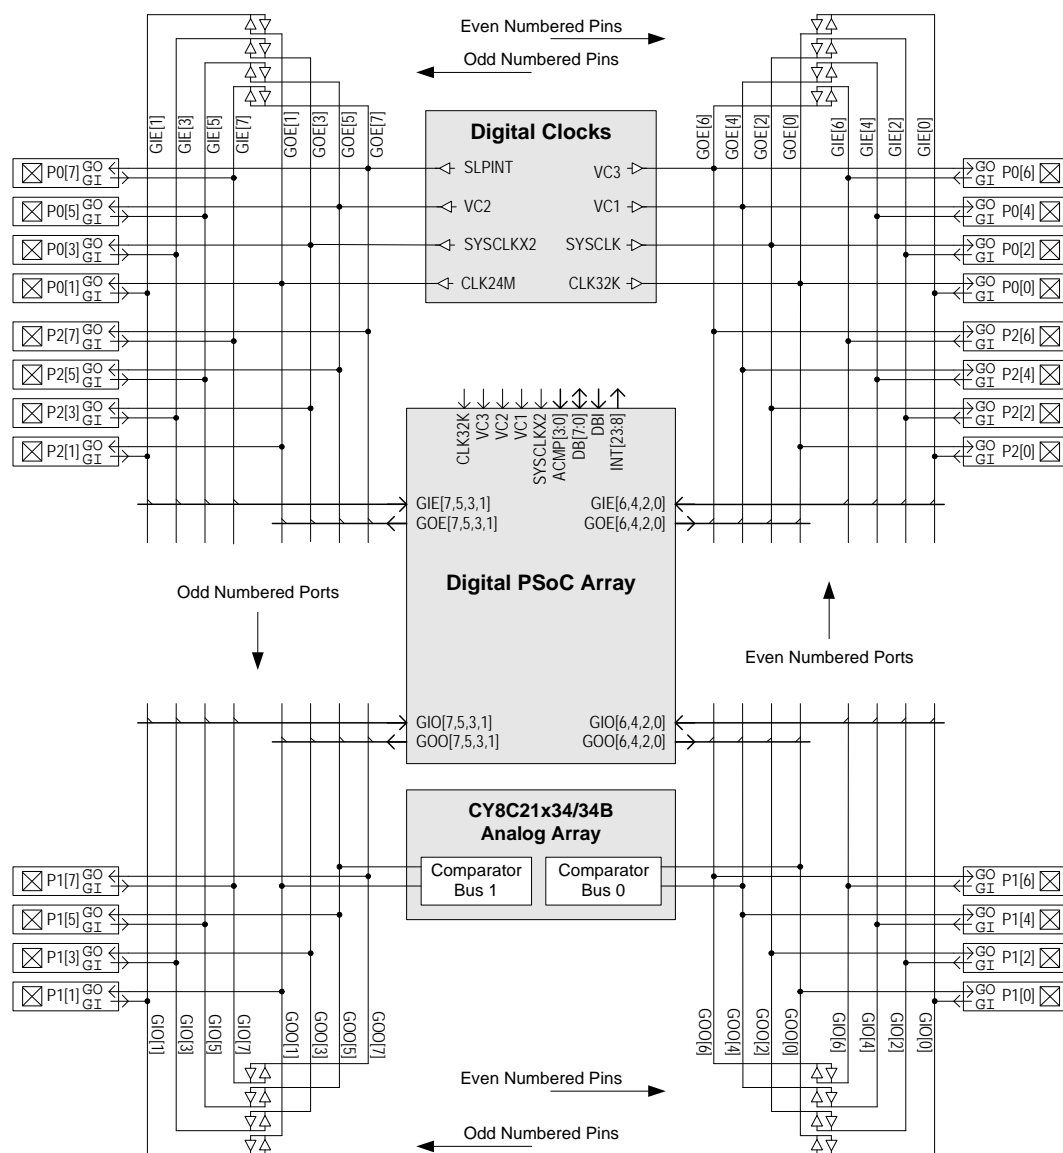 Even Numbered Pins
Odd Numbered Pins
GIE[1]
GIE[3]
GIE[5]
GIE[7]
GOE[1]
GOE[3]
GOE[5]
GOE[7]
GOE[6]
GOE[4]
GOE[2]
GOE[0]
GIE[6]
GIE[4]
GIE[2]
GIE[0]
Digital Clocks
SLPINT
VC3
VC2
VC1
SYSCLKX2
SYSCLK
CLK24M
CLK32K
P0[7] GO GI
P0[5] GO GI
P0[3] GO GI
P0[1] GO GI
P2[7] GO GI
P2[5] GO GI
P2[3] GO GI
P2[1] GO GI
GO GI P0[6]
GO GI P0[4]
GO GI P0[2]
GO GI P0[0]
GO GI P2[6]
GO GI P2[4]
GO GI P2[2]
GO GI P2[0]
CLK32K
VC3
VC2
VC1
SYSCLKX2
ACMP[3:0]
DB[7:0]
DBI
INT[23:8]
GIE[7,5,3,1]
GIE[6,4,2,0]
GOE[7,5,3,1]
GOE[6,4,2,0]
Digital PSoC Array
Odd Numbered Ports
Even Numbered Ports
GIO[7,5,3,1]
GIO[6,4,2,0]
GOO[7,5,3,1]
GOO[6,4,2,0]
CY8C21x34/34B
Analog Array
Comparator
Bus 1
Comparator
Bus 0
P1[7] GO GI
P1[5] GO GI
P1[3] GO GI
P1[1] GO GI
GO GI P1[6]
GO GI P1[4]
GO GI P1[2]
GO GI P1[0]
GIO[1]
GIO[3]
GIO[5]
GIO[7]
GOO[1]
GOO[3]
GOO[5]
GOO[7]
GOO[6]
GOO[4]
GOO[2]
GOO[0]
GIO[6]
GIO[4]
GIO[2]
GIO[0]
Even Numbered Pins
Odd Numbered Pins